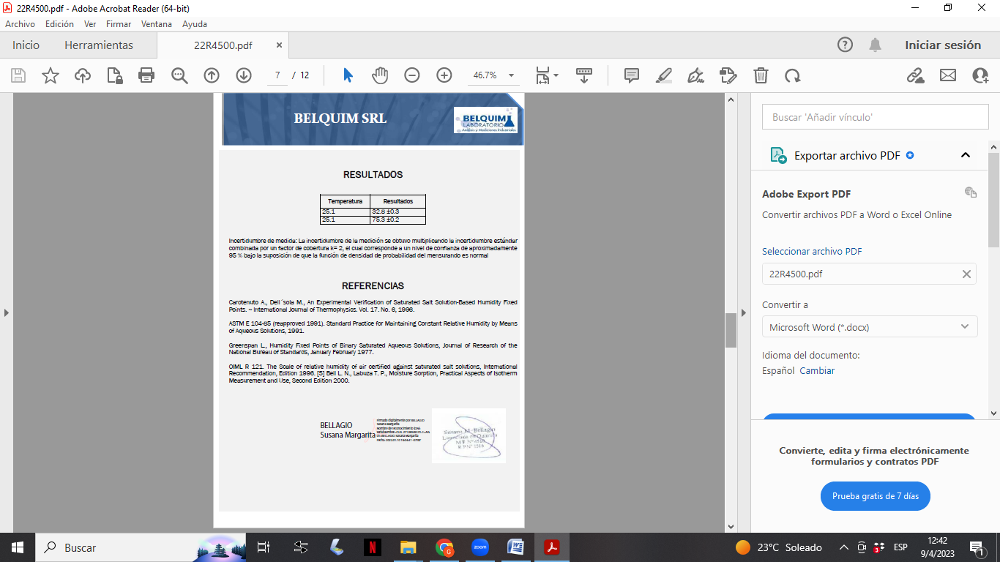 22R4500.pdf - Adobe Acrobat Reader (64-bit)
Archivo Edición Ver Firmar Ventana Ayuda
Inicio Herramientas 22R4500.pdf Iniciar sesión
7 / 12 46.7%
BELQUIM SRL
BELQUIM
LABORATORIO
Análisis y Mediciones Industriales
RESULTADOS
Temperatura Resultados
25.1 32.8 ±0.3
25.1 75.3 ±0.2
Incertidumbre de medida: La incertidumbre de la medición se obtuvo multiplicando la incertidumbre estándar
combinada por un factor de cobertura k= 2, el cual corresponde a un nivel de confianza de aproximadamente
95 % bajo la suposición de que la función de densidad de probabilidad del mensurando es normal
REFERENCIAS
Carotenuto A., Dell´sola M., An Experimental Verification of Saturated Salt Solution-Based Humidity Fixed
Points. ~ International Journal of Thermophysics. Vol. 17. No. 6, 1996.
ASTM E 104-85 (reapproved 1991). Standard Practice for Maintaining Constant Relative Humidity by Means
of Aqueous Solutions, 1991.
Greenspan L., Humidity Fixed Points of Binary Saturated Aqueous Solutions, Journal of Research of the
National Bureau of Standards, January February 1977.
OIML R 121. The Scale of relative humidity of air certified against saturated salt solutions, International
Recommendation, Edition 1996. [5] Bell L. N., Labuza T. P., Moisture Sorption, Practical Aspects of Isotherm
Measurement and Use, Second Edition 2000.
BELLAGIO
Susana Margarita
Firmado digitalmente por BELLAGIO
Susana Margarita
Nombre de reconocimiento
BELLAGIO Susana Margarita
Susana M. Bellagio
Licenciada en Química
Buscar 'Añadir vínculo'
Exportar archivo PDF
Adobe Export PDF
Convertir archivos PDF a Word o Excel Online
Seleccionar archivo PDF
22R4500.pdf
Convertir a
Microsoft Word (*.docx)
Idioma del documento:
Español Cambiar
Convierte, edita y firma electrónicamente
formularios y contratos PDF
Prueba gratis de 7 días
Buscar
N
zoom
G
W
23°C Soleado
3
ESP
12:42
9/4/2023
1